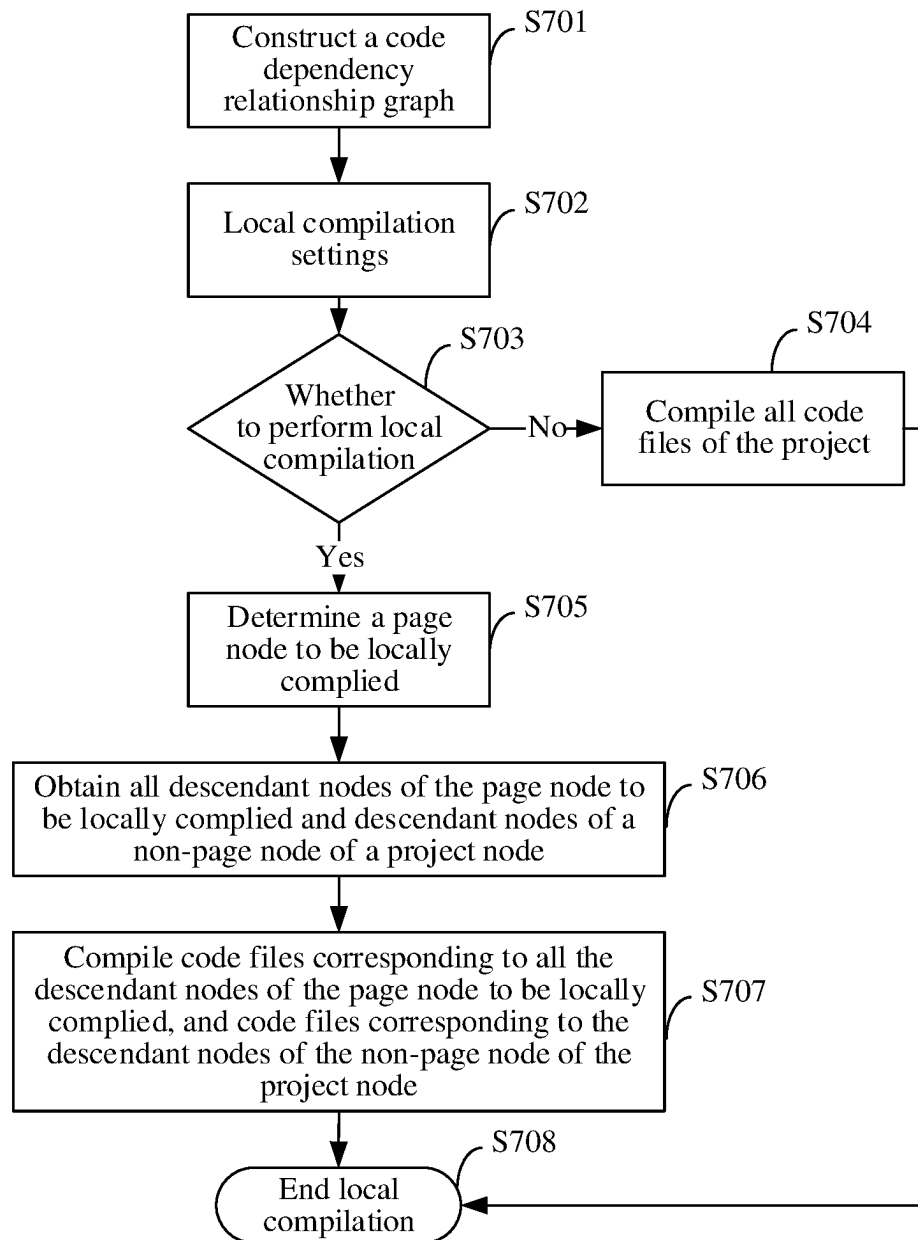 Construct a code
dependency
relationship graph
S701
Local compilation
settings
S702
Whether
to perform local
compilation
S703
No
Compile all code
files of the project
S704
Yes
Determine a page
node to be locally
complied
S705
Obtain all descendant nodes of the page node to
be locally complied and descendant nodes of a
non-page node of a project node
S706
Compile code files corresponding to all the
descendant nodes of the page node to be locally
complied, and code files corresponding to the
descendant nodes of the non-page node of the
project node
S707
End local
compilation
S708